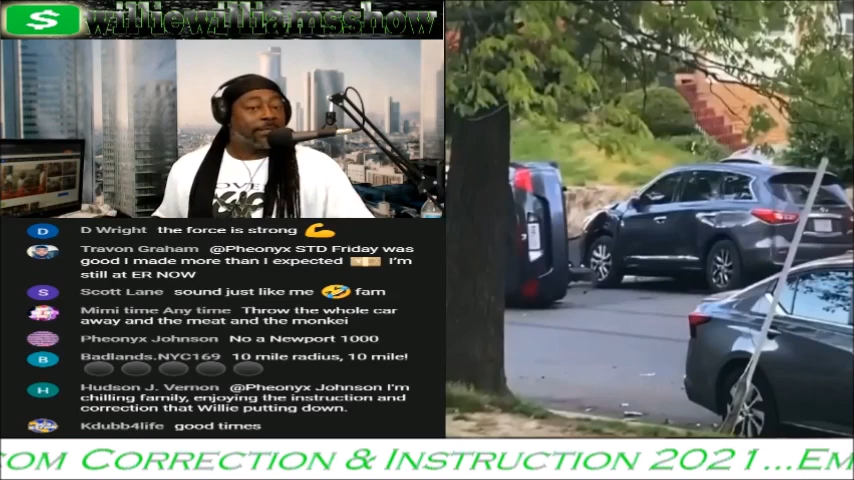 $ williewilliamsshow
D Wright the force is strong 💪
Travon Graham @Pheonyx STD Friday was
good I made more than I expected 💴 I'm
still at ER NOW
S Scott Lane sound just like me 🤣 fam
Mimi time Any time Throw the whole car
away and the meat and the monkei
Pheonyx Johnson No a Newport 1000
B Badlands.NYC169 10 mile radius, 10 mile!
H Hudson J. Vernon @Pheonyx Johnson I'm
chilling family, enjoying the instruction and
correction that Willie putting down.
Kdubb4life good times
COM CORRECTION & INSTRUCTION 2021...EM